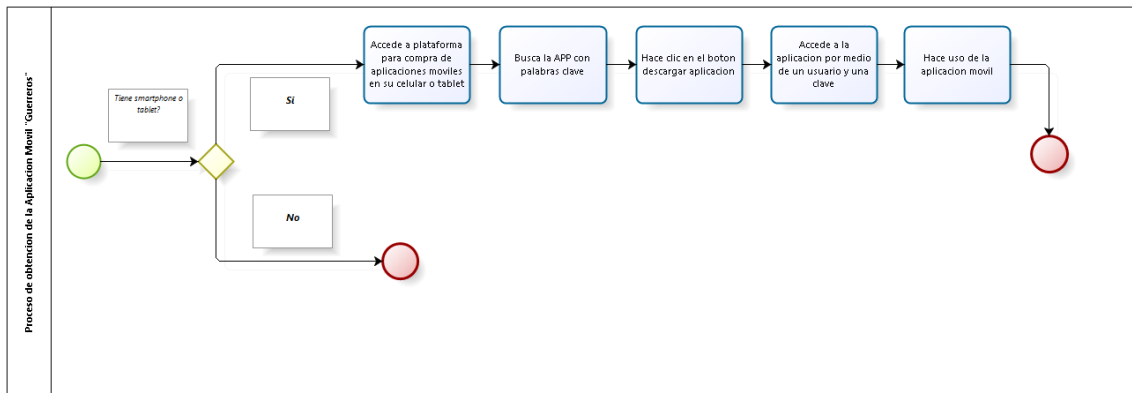 Proceso de obtencion de la Aplicacion Movil "Guerreros"
Tiene smartphone o
tablet?
Si
No
Accede a plataforma
para compra de
aplicaciones moviles
en su celular o tablet
Busca la APP con
palabras clave
Hace clic en el boton
descargar aplicacion
Accede a la
aplicacion por medio
de un usuario y una
clave
Hace uso de la
aplicacion movil